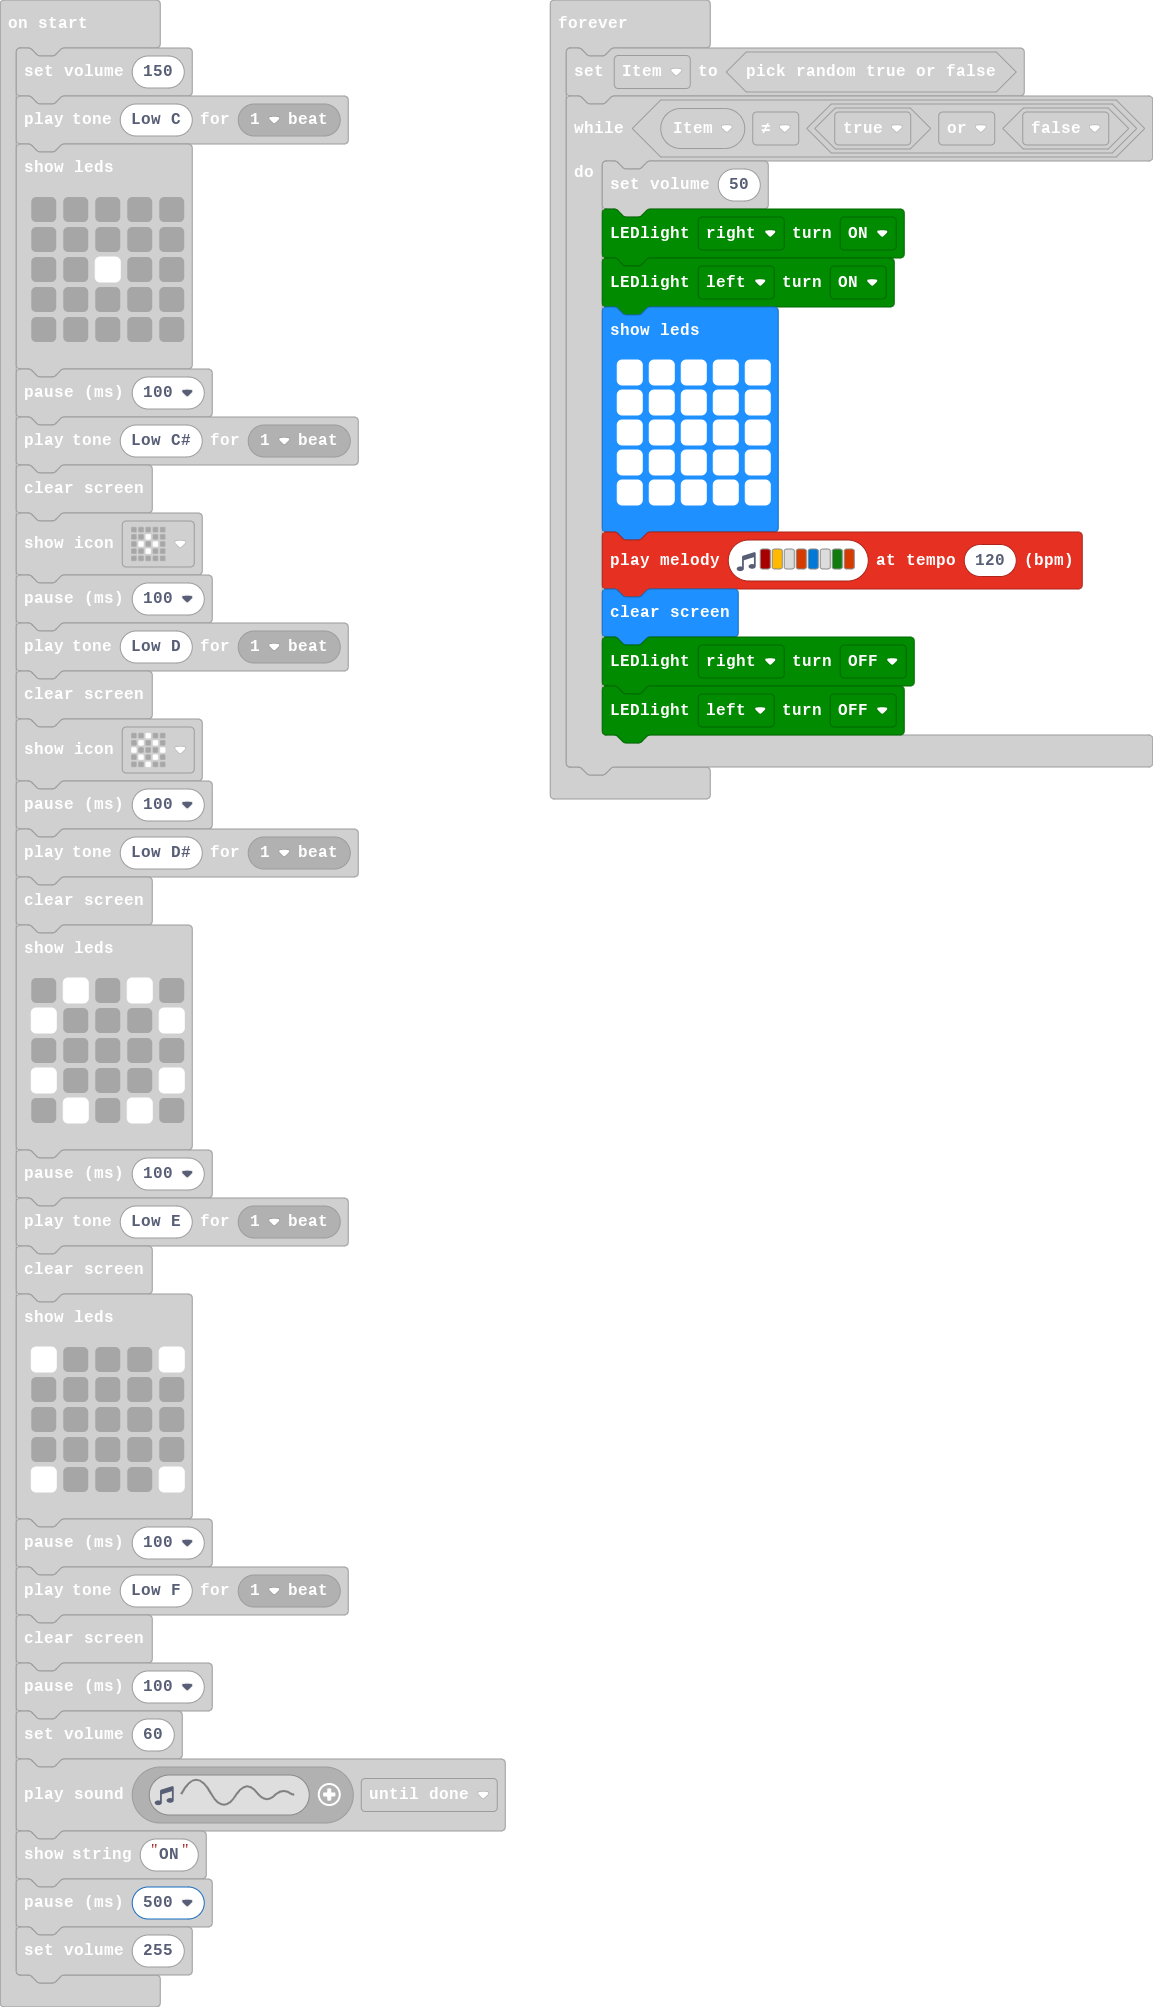 on start
set volume 150
play tone Low C for 1 beat
show leds
pause (ms) 100
play tone Low C# for 1 beat
clear screen
show icon
pause (ms) 100
play tone Low D for 1 beat
clear screen
show icon
pause (ms) 100
play tone Low D# for 1 beat
clear screen
show leds
pause (ms) 100
play tone Low E for 1 beat
clear screen
show leds
pause (ms) 100
play tone Low F for 1 beat
clear screen
pause (ms) 100
set volume 60
play sound until done
show string "ON"
pause (ms) 500
set volume 255
forever
set Item to pick random true or false
while Item ≠ true or false
do
set volume 50
LEDlight right turn ON
LEDlight left turn ON
show leds
play melody at tempo 120 (bpm)
clear screen
LEDlight right turn OFF
LEDlight left turn OFF